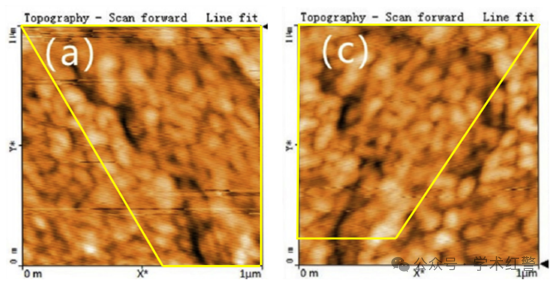 Topography - Scan forward Line fit
1µm
(a)
Y*
0 m
0 m X* 1µm
Topography - Scan forward Line fit
1µm
(c)
Y*
0 m
0 m X* 1µm
公众号·学术红警